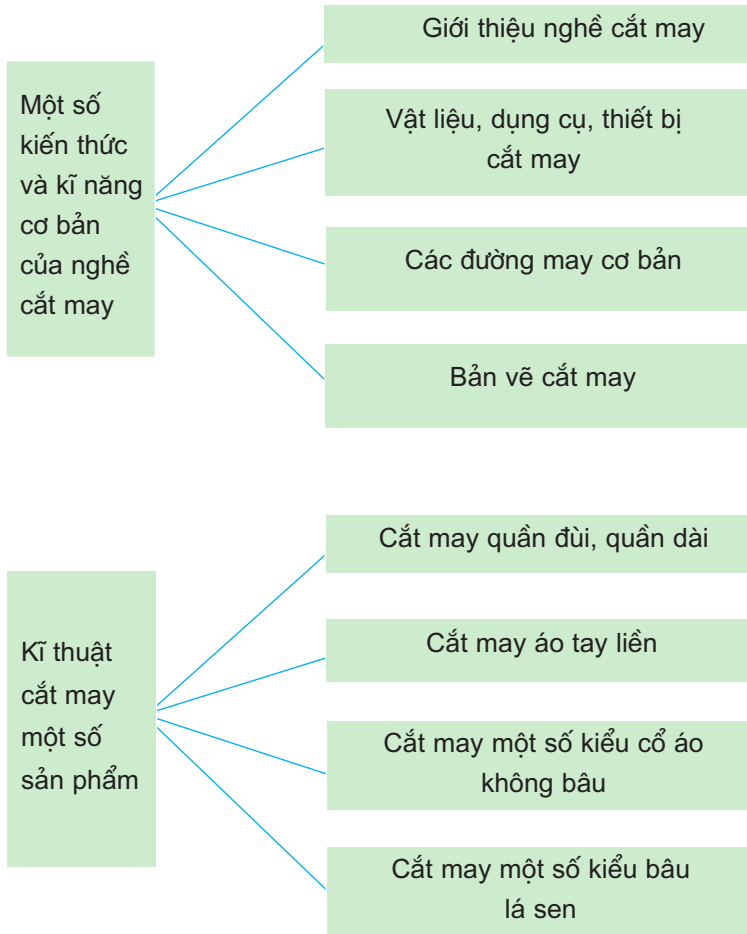 Một số
kiến thức
và kĩ năng
cơ bản
của nghề
cắt may
Giới thiệu nghề cắt may
Vật liệu, dụng cụ, thiết bị
cắt may
Các đường may cơ bản
Bản vẽ cắt may
Kĩ thuật
cắt may
một số
sản phẩm
Cắt may quần đùi, quần dài
Cắt may áo tay liền
Cắt may một số kiểu cổ áo
không bâu
Cắt may một số kiểu bâu
lá sen